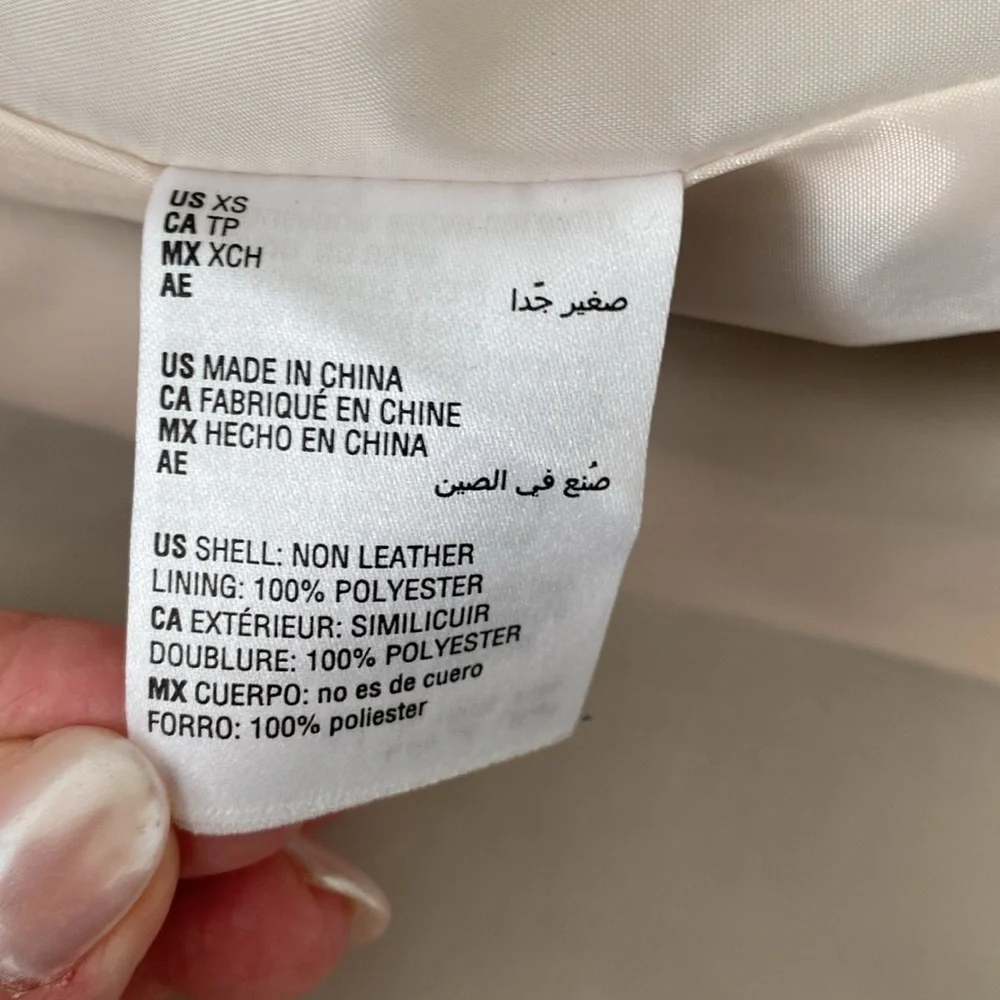 US XS
CA TP
MX XCH
AE
صغير جّدا
US MADE IN CHINA
CA FABRIQUÉ EN CHINE
MX HECHO EN CHINA
AE
صُنع في الصين
US SHELL: NON LEATHER
LINING: 100% POLYESTER
CA EXTÉRIEUR: SIMILICUIR
DOUBLURE: 100% POLYESTER
MX CUERPO: no es de cuero
FORRO: 100% poliester